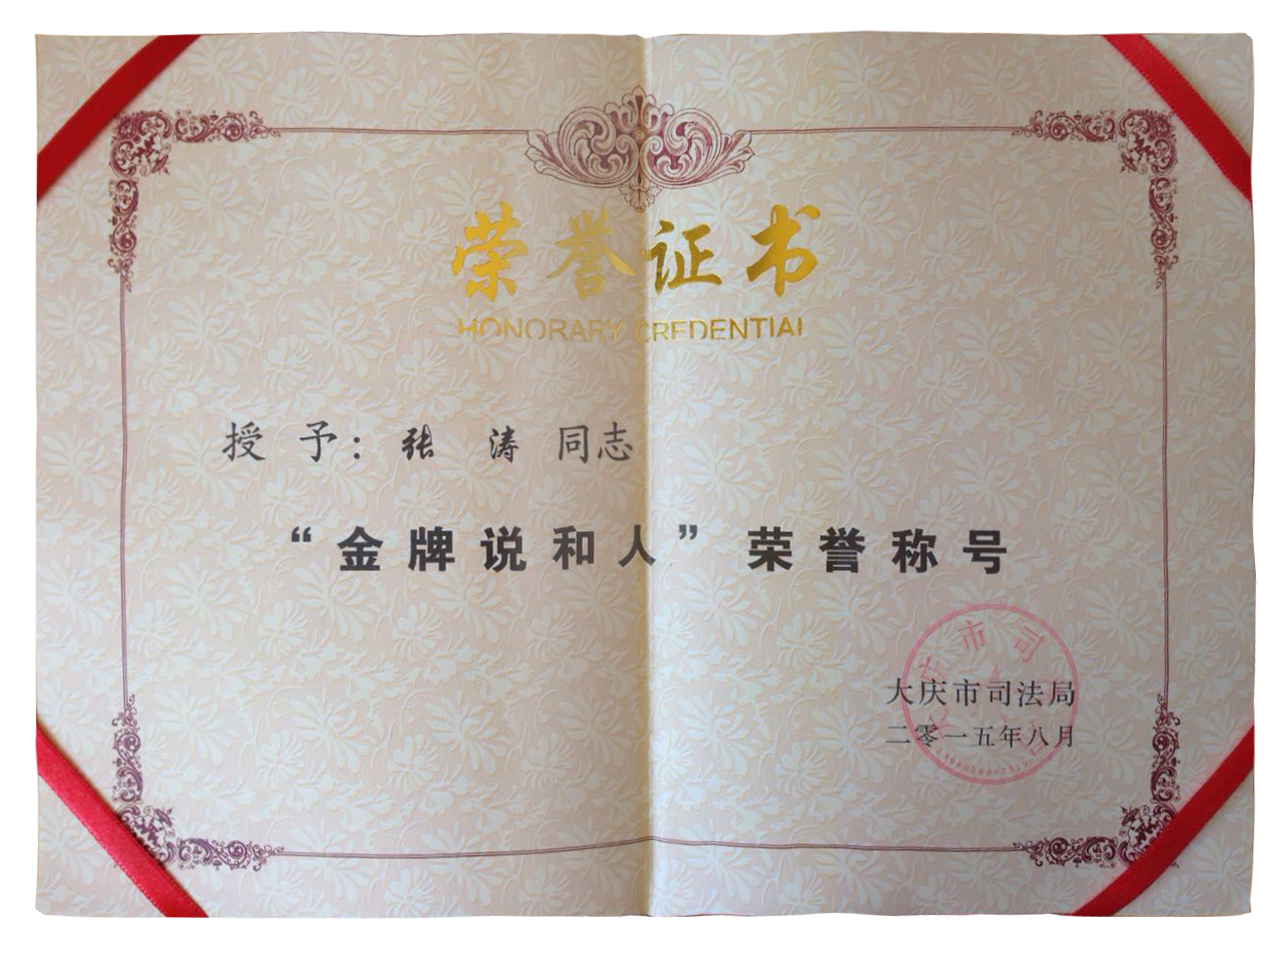 荣誉证书
HONORARY CREDENTIAL
授予：张涛同志
“金牌说和人”荣誉称号
大庆市司法局
二零一五年八月